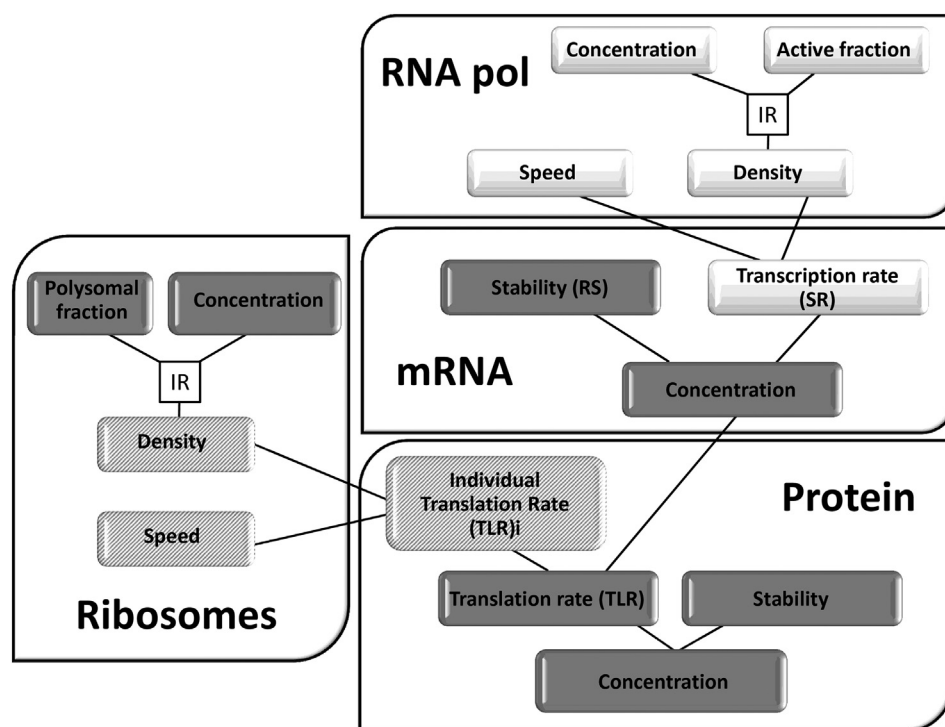 RNA pol
Concentration
Active fraction
IR
Speed
Density
Polysomal
fraction
Concentration
IR
Density
Speed
Ribosomes
Stability (RS)
Transcription rate
(SR)
mRNA
Concentration
Individual
Translation Rate
(TLR)i
Protein
Translation rate (TLR)
Stability
Concentration